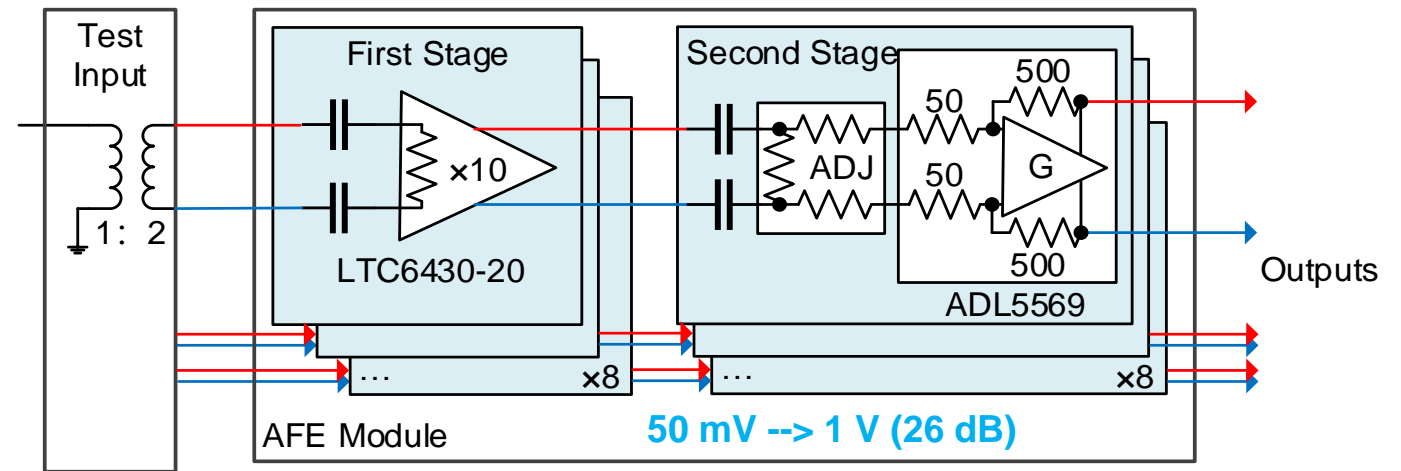 Test
Input
1: 2
First Stage
×10
LTC6430-20
Second Stage
ADJ
50
50
500
G
500
ADL5569
Outputs
...
×8
...
×8
AFE Module
50 mV --> 1 V (26 dB)